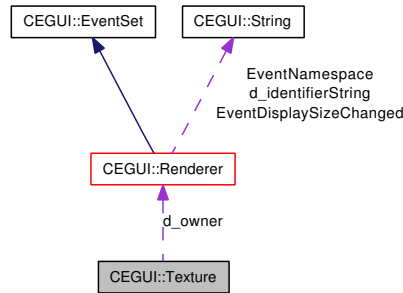 CEGUI::EventSet
CEGUI::String
EventNamespace
d_identifierString
EventDisplaySizeChanged
CEGUI::Renderer
d_owner
CEGUI::Texture